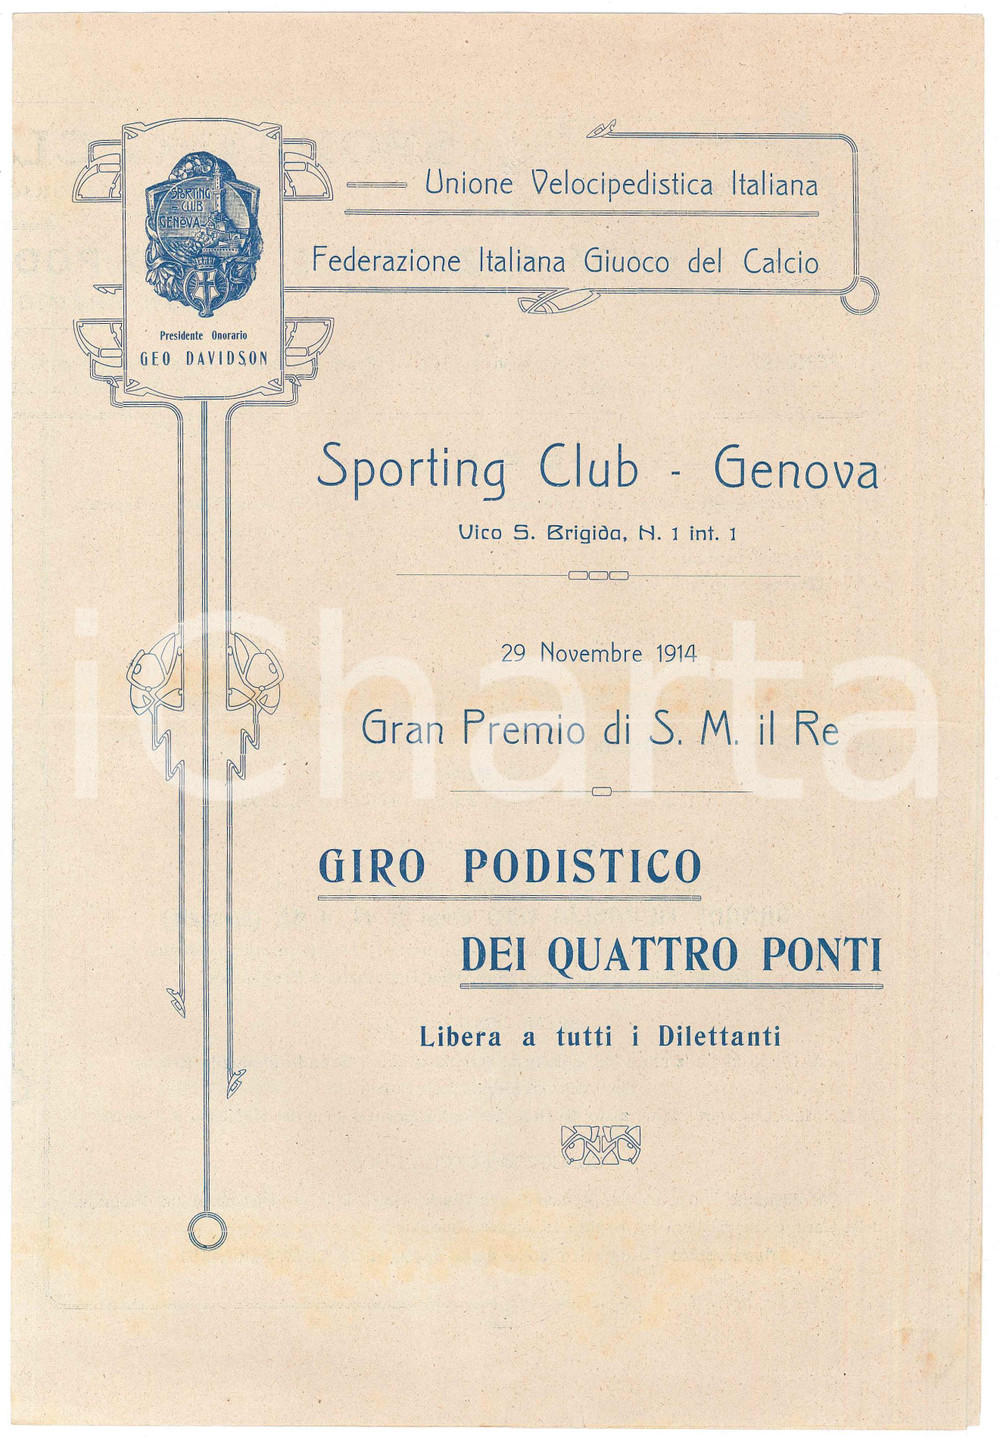 Unione Velocipedistica Italiana
Federazione Italiana Giuoco del Calcio
SPORTING
CLUB
GENOVA
Presidente Onorario
GEO DAVIDSON
Sporting Club - Genova
Vico S. Brigida, N. 1 int. 1
29 Novembre 1914
Gran Premio di S. M. il Re
iCharta
GIRO PODISTICO
DEI QUATTRO PONTI
Libera a tutti i Dilettanti